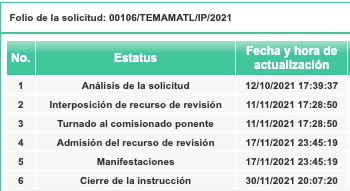 Folio de la solicitud: 00106/TEMAMATL/IP/2021
No. Estatus Fecha y hora de actualización
1 Análisis de la solicitud 12/10/2021 17:39:37
2 Interposición de recurso de revisión 11/11/2021 17:28:50
3 Turnado al comisionado ponente 11/11/2021 17:28:50
4 Admisión del recurso de revisión 17/11/2021 23:45:19
5 Manifestaciones 17/11/2021 23:45:19
6 Cierre de la instrucción 30/11/2021 20:07:20